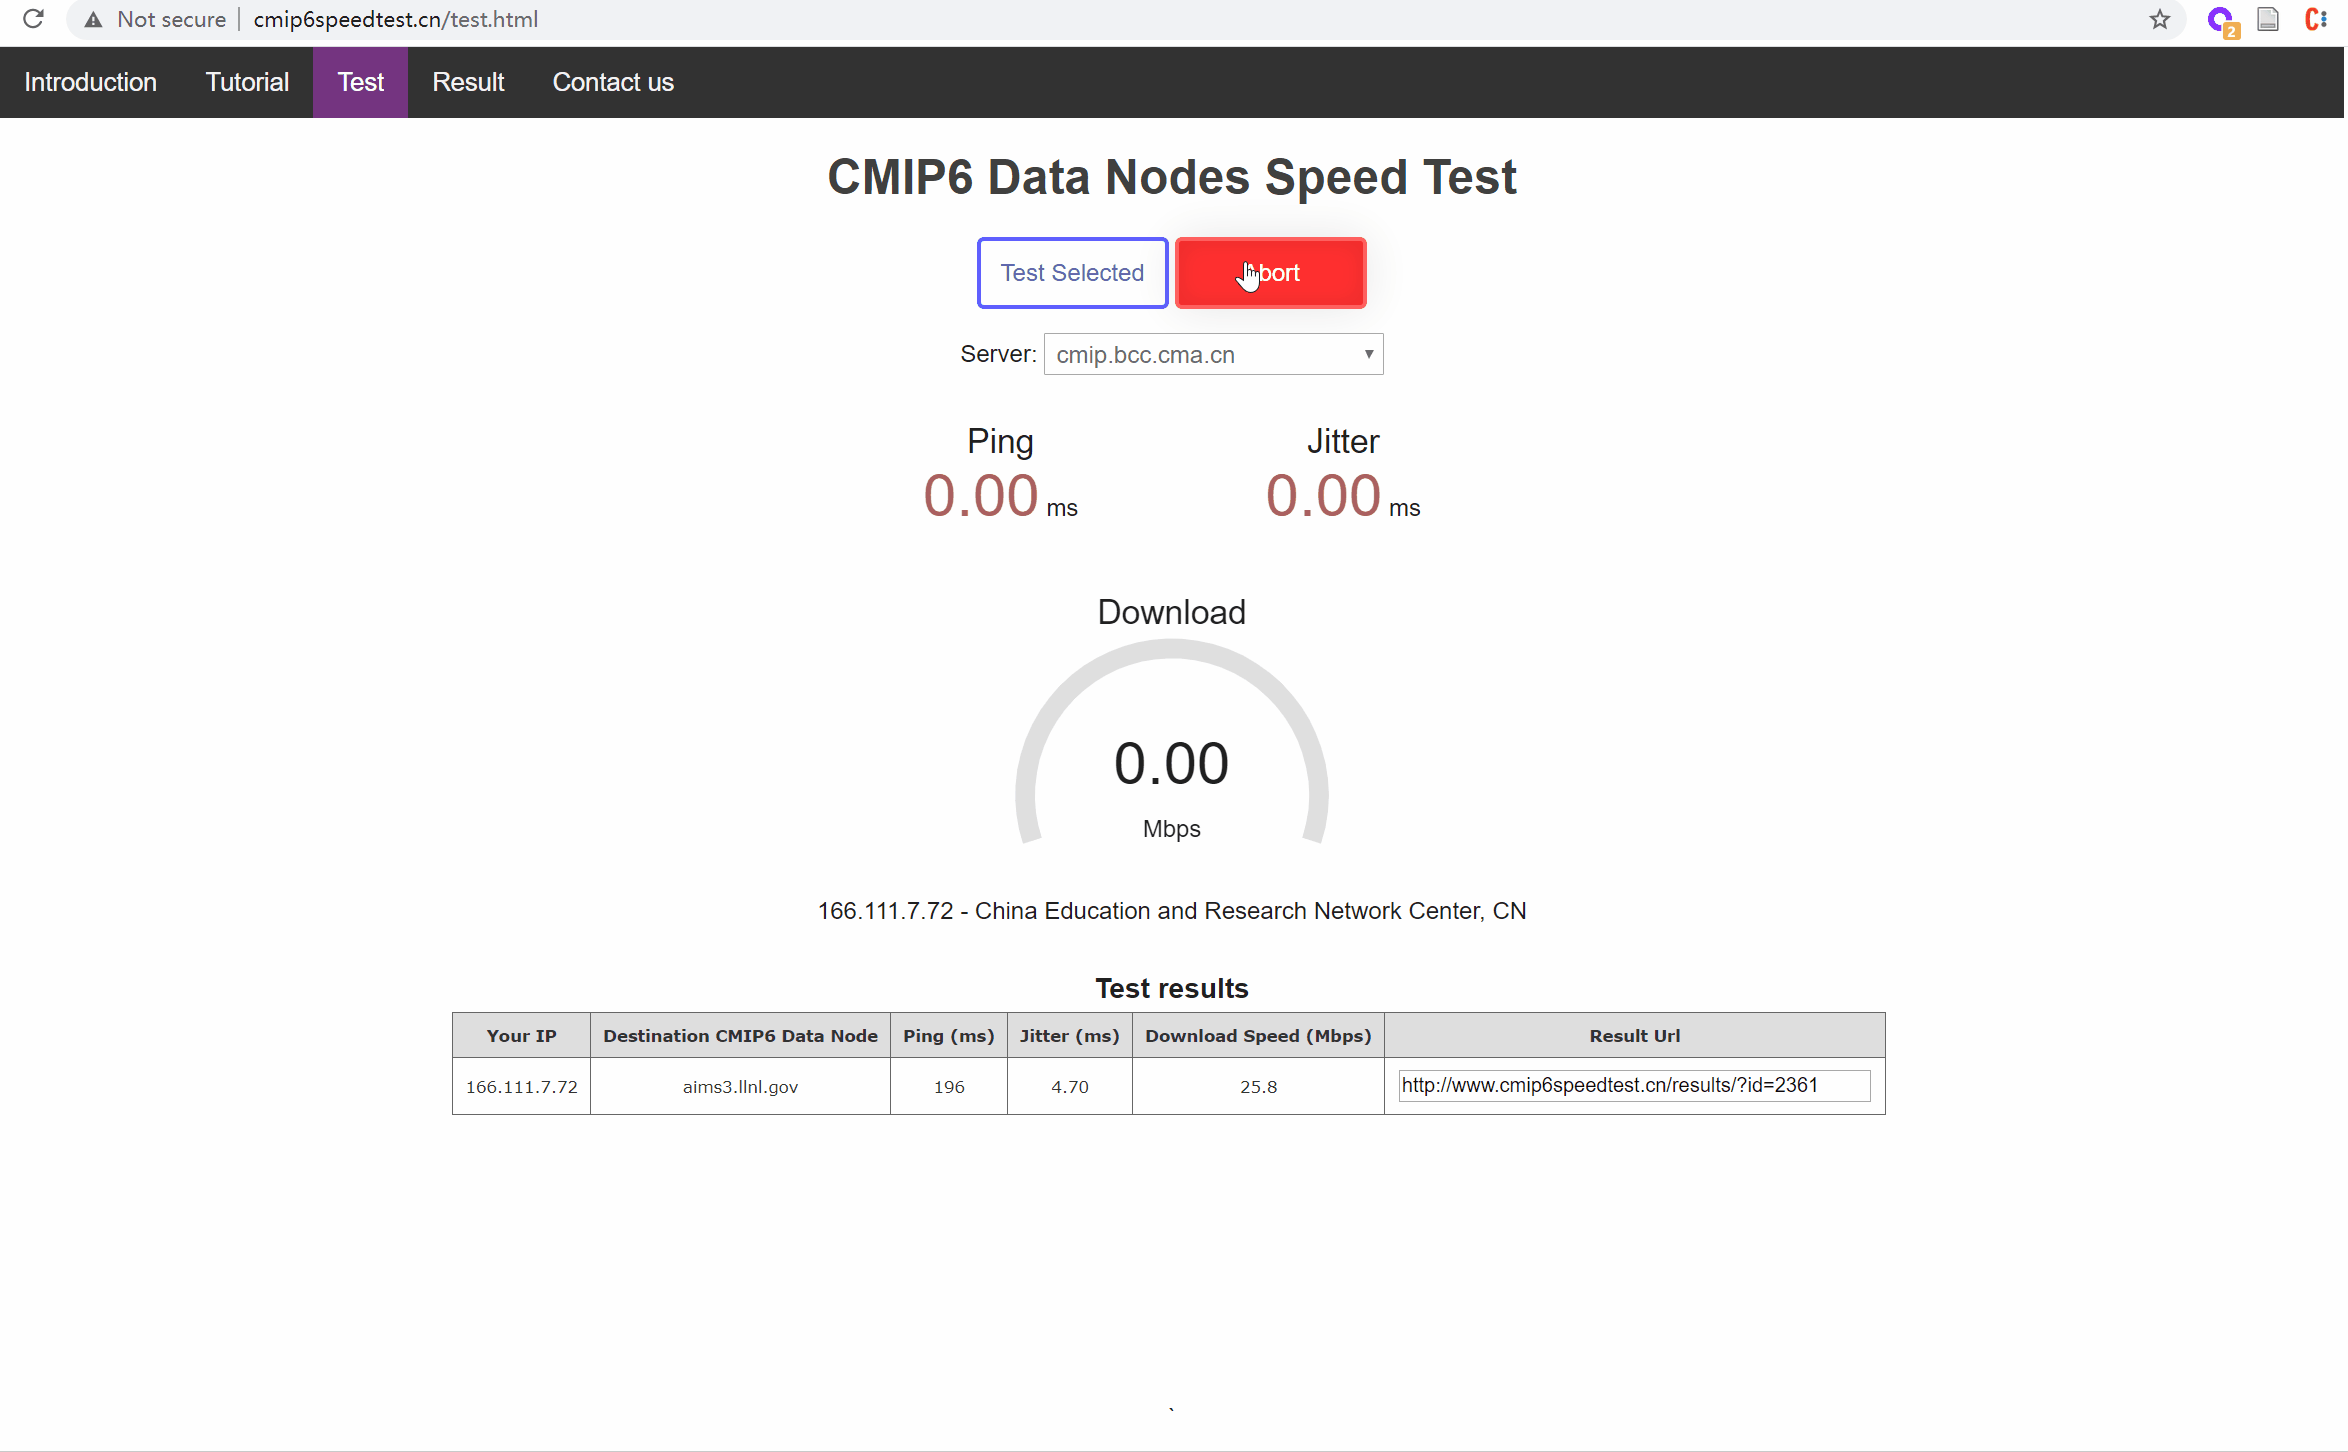 Not secure | cmip6speedtest.cn/test.html
2
Introduction Tutorial Test Result Contact us
CMIP6 Data Nodes Speed Test
Test Selected bort
Server: cmip.bcc.cma.cn
Ping Jitter
0.00 ms 0.00 ms
Download
0.00
Mbps
166.111.7.72 - China Education and Research Network Center, CN
Test results
Your IP Destination CMIP6 Data Node Ping (ms) Jitter (ms) Download Speed (Mbps) Result Url
166.111.7.72 aims3.llnl.gov 196 4.70 25.8 http://www.cmip6speedtest.cn/results/?id=2361
`